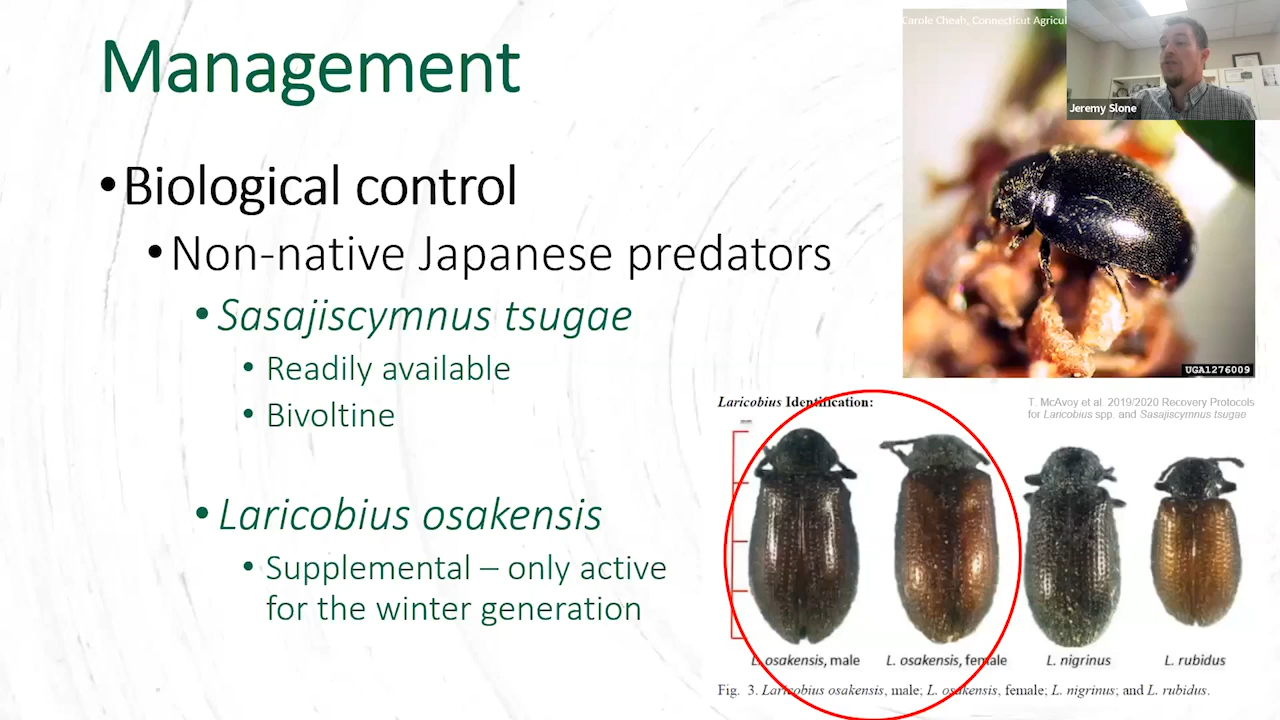 Management
•Biological control
•Non-native Japanese predators
•Sasajiscymnus tsugae
• Readily available
• Bivoltine
•Laricobius osakensis
• Supplemental – only active
for the winter generation
Carole Cheah, Connecticut Agricul
Jeremy Slone
UGA1276009
Laricobius Identification:
T. McAvoy et al. 2019/2020 Recovery Protocols
for Laricobius spp. and Sasajiscymnus tsugae
L. osakensis, male
L. osakensis, female
L. nigrinus
L. rubidus
Fig. 3. Laricobius osakensis, male; L. osakensis, female; L. nigrinus; and L. rubidus.